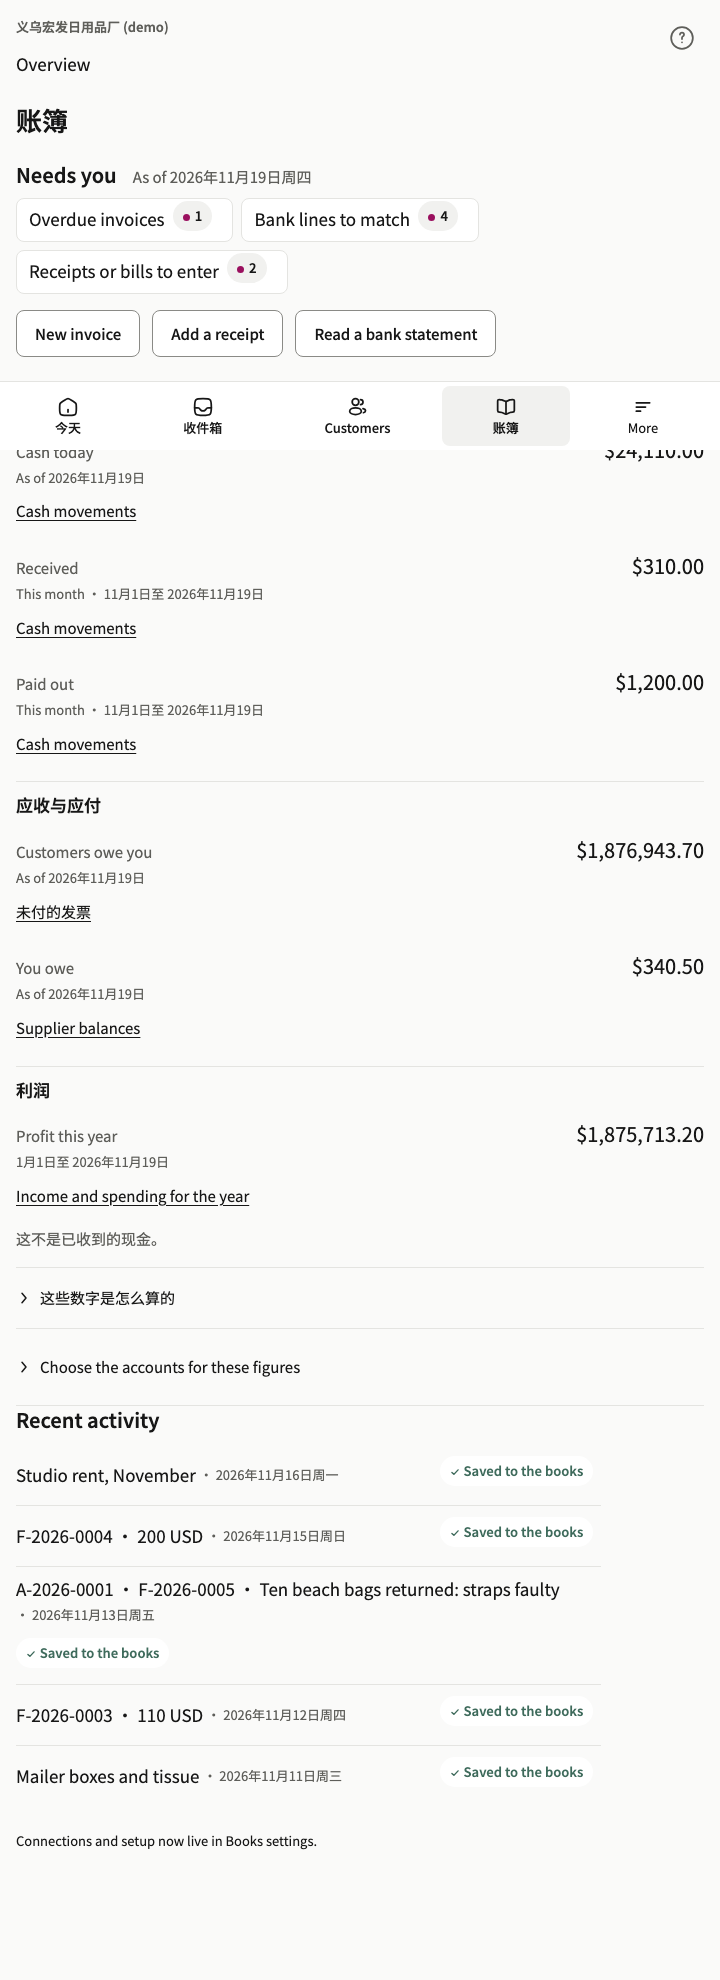 义乌宏发日用品厂 (demo)
Overview
账簿
Needs you As of 2026年11月19日周四
Overdue invoices 1 Bank lines to match 4
Receipts or bills to enter 2
New invoice Add a receipt Read a bank statement
今天 收件箱 Customers 账簿 More
Cash today $24,110.00
As of 2026年11月19日
Cash movements
Received $310.00
This month · 11月1日至 2026年11月19日
Cash movements
Paid out $1,200.00
This month · 11月1日至 2026年11月19日
Cash movements
应收与应付
Customers owe you $1,876,943.70
As of 2026年11月19日
未付的发票
You owe $340.50
As of 2026年11月19日
Supplier balances
利润
Profit this year $1,875,713.20
1月1日至 2026年11月19日
Income and spending for the year
这不是已收到的现金。
这些数字是怎么算的
Choose the accounts for these figures
Recent activity
Studio rent, November · 2026年11月16日周一 Saved to the books
F-2026-0004 · 200 USD · 2026年11月15日周日 Saved to the books
A-2026-0001 · F-2026-0005 · Ten beach bags returned: straps faulty
· 2026年11月13日周五
Saved to the books
F-2026-0003 · 110 USD · 2026年11月12日周四 Saved to the books
Mailer boxes and tissue · 2026年11月11日周三 Saved to the books
Connections and setup now live in Books settings.